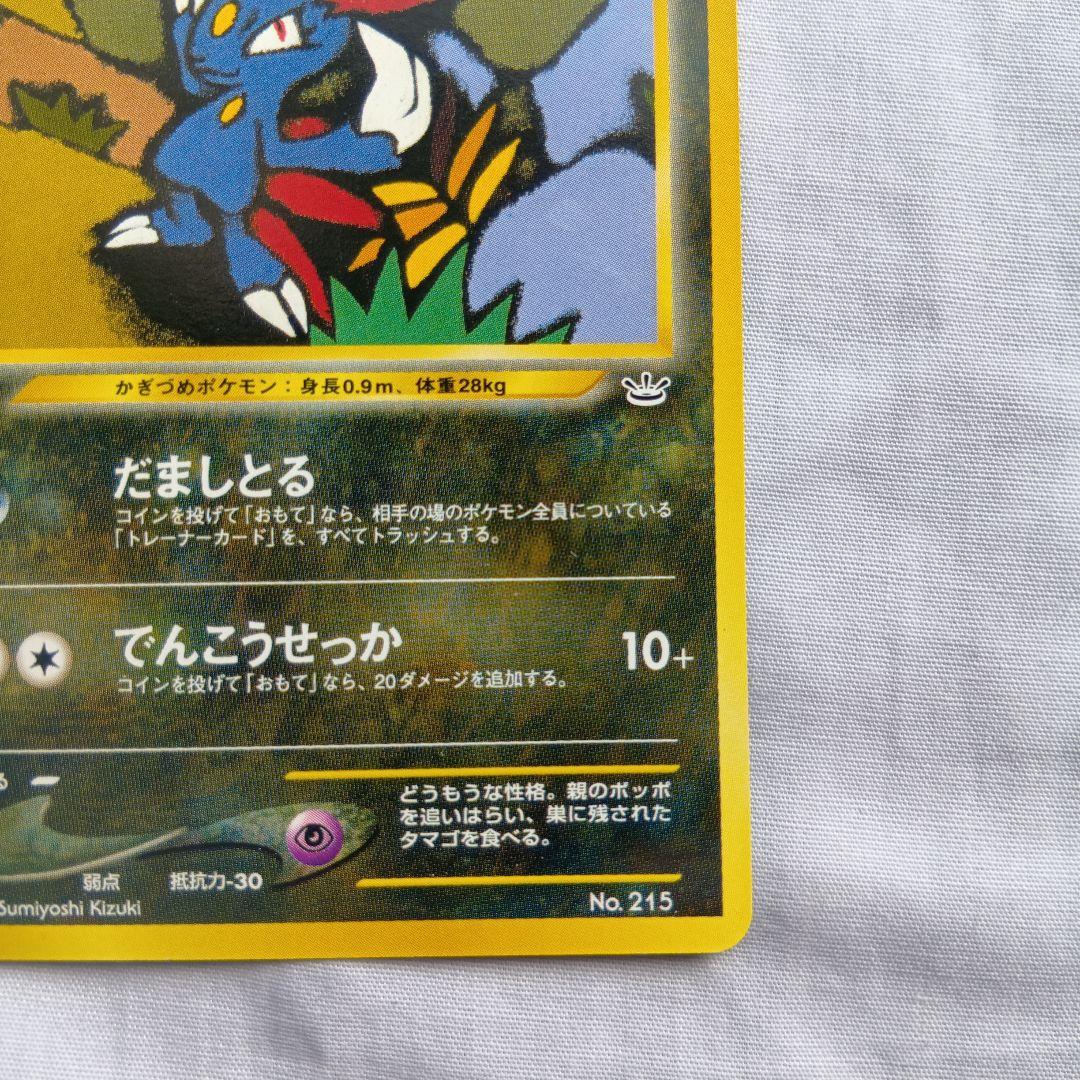 かぎづめポケモン：身長0.9m、体重28kg
だましとる
コインを投げて「おもて」なら、相手の場のポケモン全員についている
「トレーナーカード」を、すべてトラッシュする。
でんこうせっか 10+
コインを投げて「おもて」なら、20ダメージを追加する。
る
どうもうな性格。親のポッポ
を追いはらい、巣に残された
タマゴを食べる。
弱点 抵抗力-30
Sumiyoshi Kizuki
No. 215